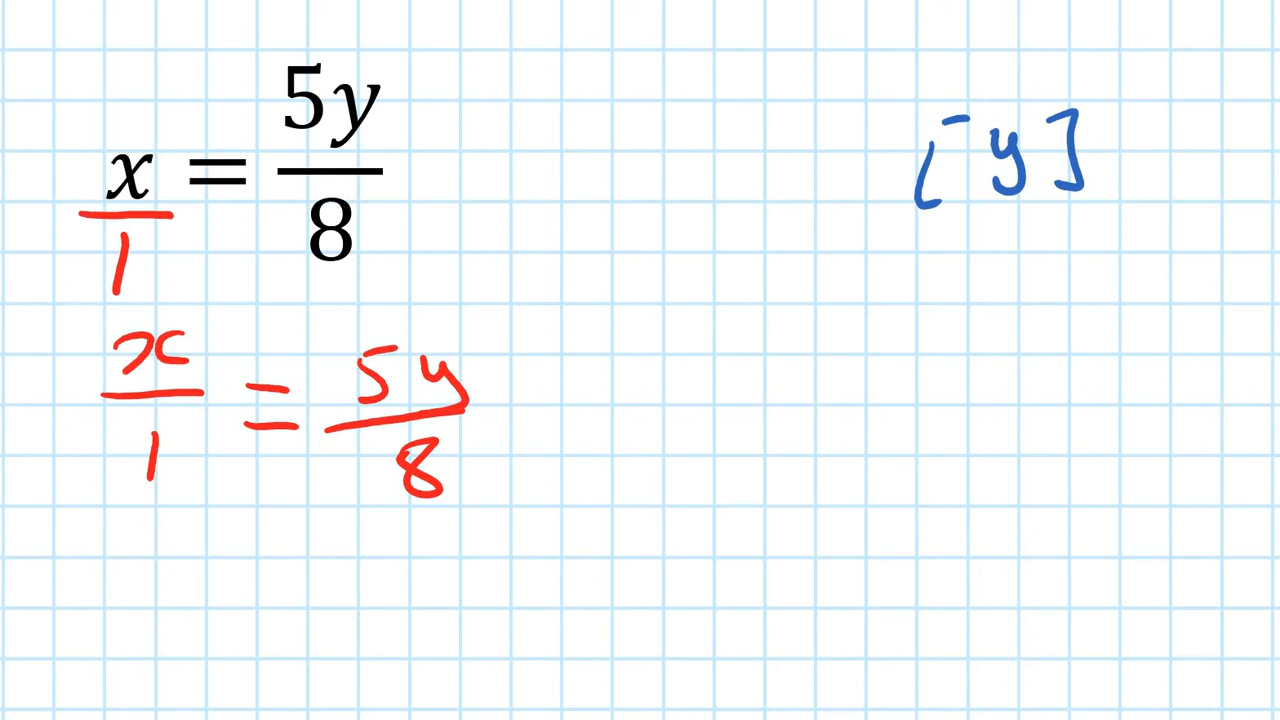 x = 5y/8
1
[y]
x/1 = 5y/8